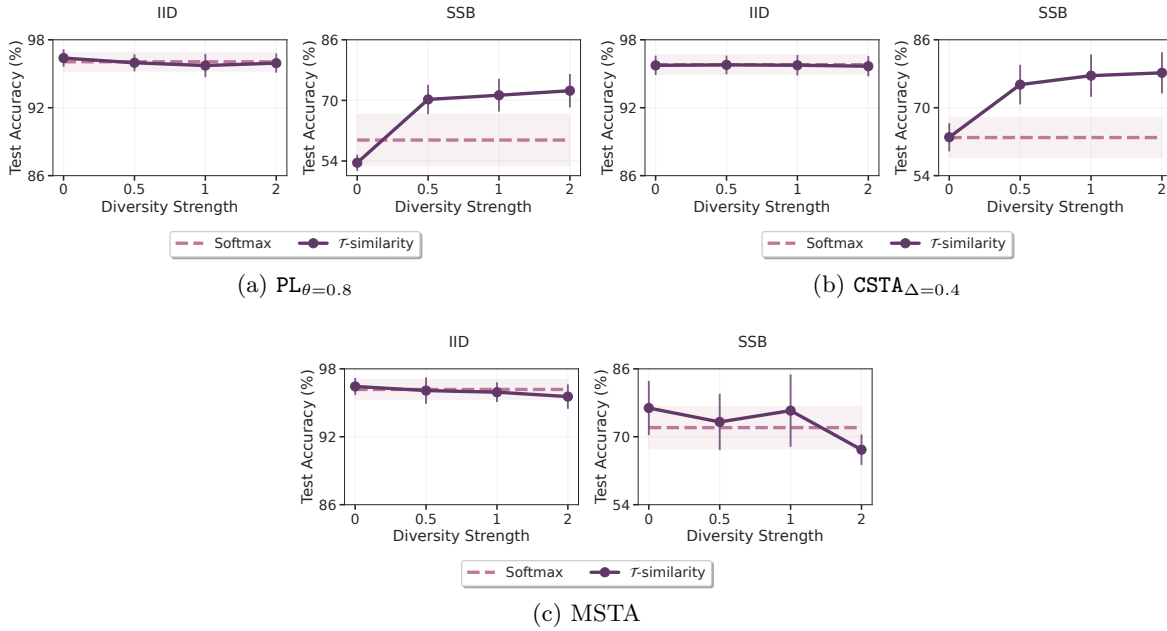 IID
SSB
IID
SSB
Test Accuracy (%)
98
92
86
0
0.5
1
2
Diversity Strength
Test Accuracy (%)
86
70
54
0
0.5
1
2
Diversity Strength
Test Accuracy (%)
98
92
86
0
0.5
1
2
Diversity Strength
Test Accuracy (%)
86
70
54
0
0.5
1
2
Diversity Strength
Softmax
𝒯-similarity
Softmax
𝒯-similarity
(a) PL_{θ=0.8}
(b) CSTA_{Δ=0.4}
IID
SSB
Test Accuracy (%)
98
92
86
0
0.5
1
2
Diversity Strength
Test Accuracy (%)
86
70
54
0
0.5
1
2
Diversity Strength
Softmax
𝒯-similarity
(c) MSTA